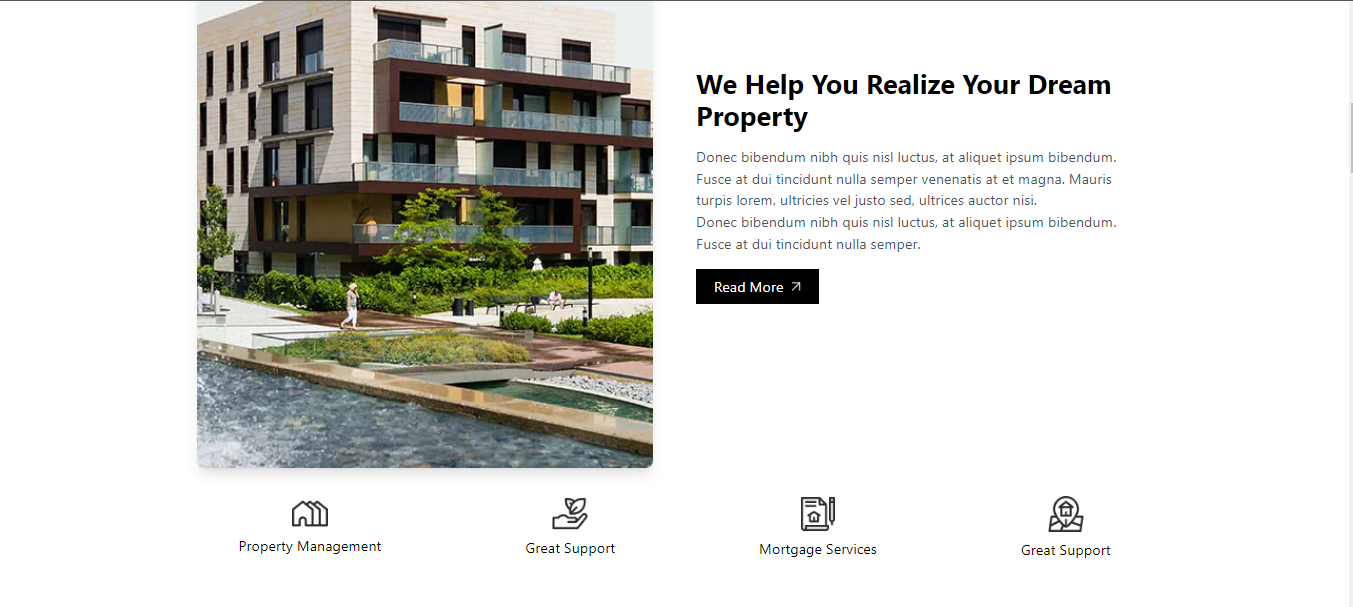 We Help You Realize Your Dream
Property
Donec bibendum nibh quis nisl luctus, at aliquet ipsum bibendum.
Fusce at dui tincidunt nulla semper venenatis at et magna. Mauris
turpis lorem, ultricies vel justo sed, ultrices auctor nisi.
Donec bibendum nibh quis nisl luctus, at aliquet ipsum bibendum.
Fusce at dui tincidunt nulla semper.
Read More
Property Management
Great Support
Mortgage Services
Great Support